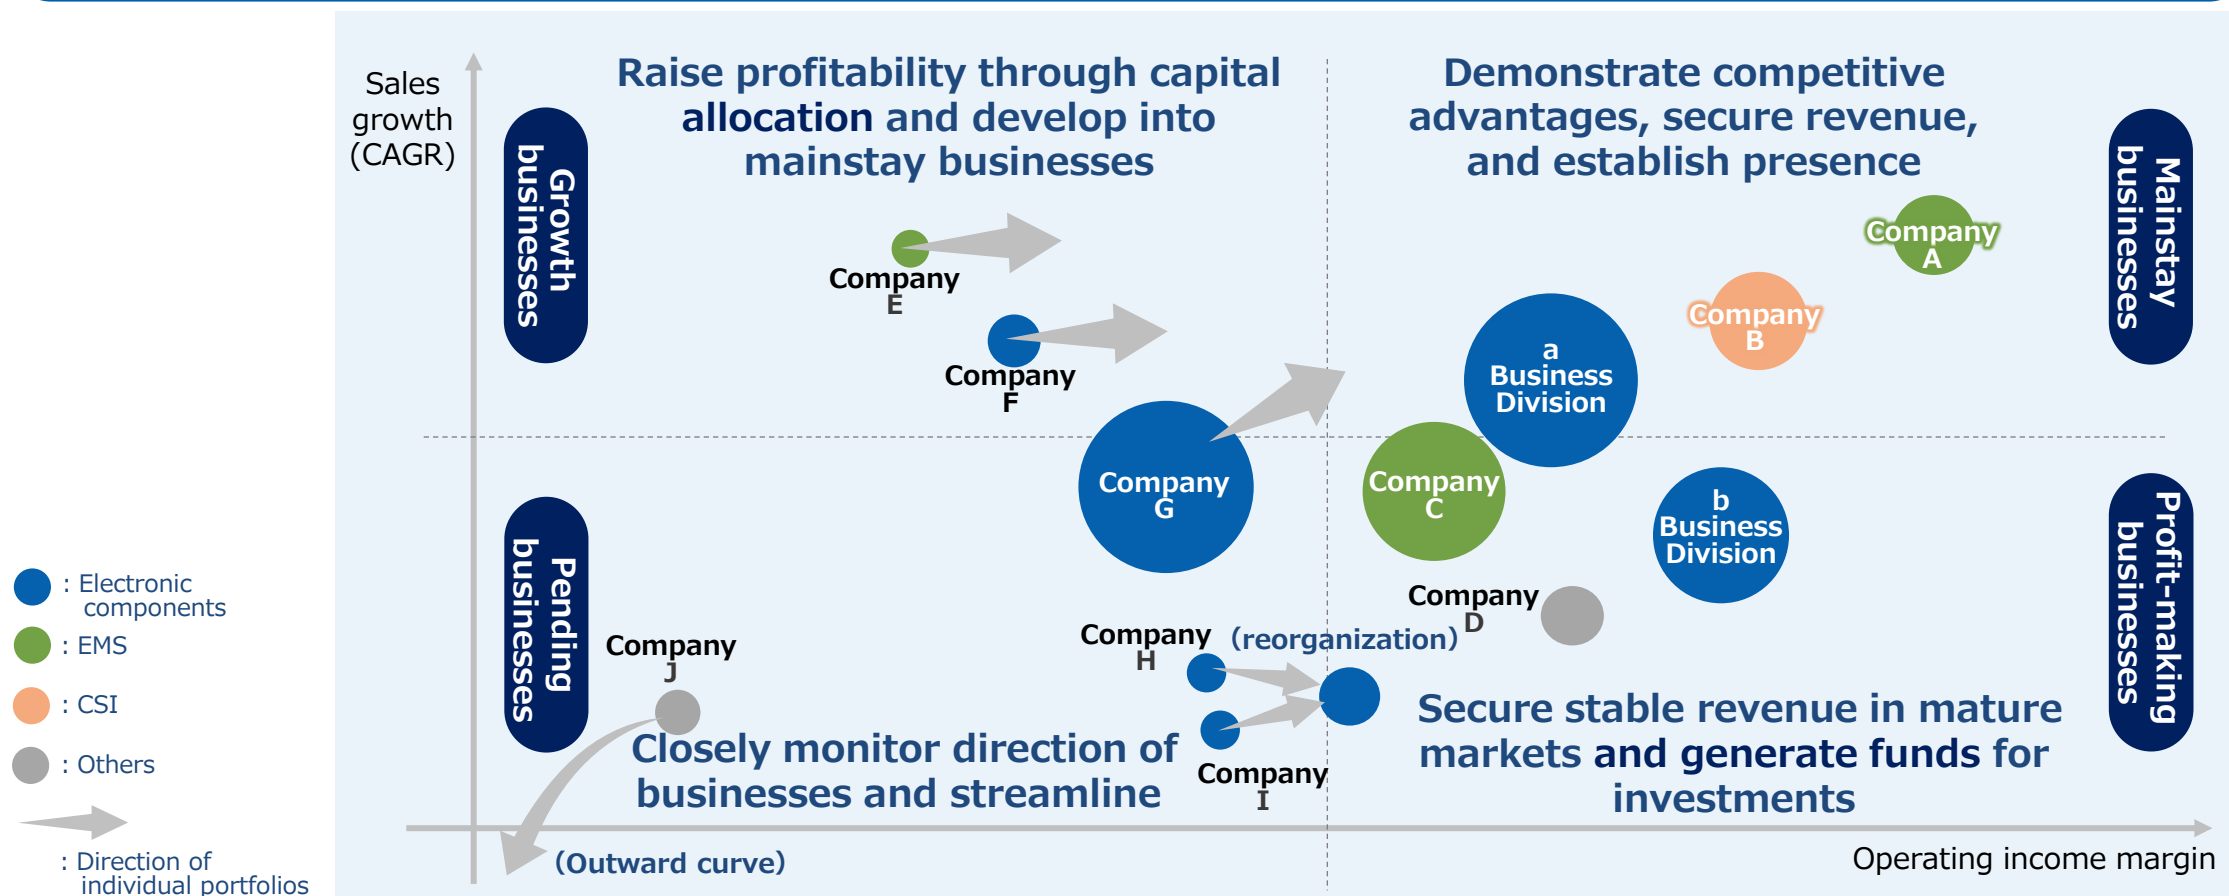 Sales
growth
(CAGR)
Raise profitability through capital
allocation and develop into
mainstay businesses
Demonstrate competitive
advantages, secure revenue,
and establish presence
Growth
businesses
Mainstay
businesses
Company
E
Company
F
Company
A
Company
B
a
Business
Division
Company
G
Company
C
b
Business
Division
Pending
businesses
Profit-making
businesses
Company
D
Company
H
(reorganization)
Company
J
Company
I
Closely monitor direction of
businesses and streamline
Secure stable revenue in mature
markets and generate funds for
investments
(Outward curve)
Operating income margin
: Electronic
components
: EMS
: CSI
: Others
: Direction of
individual portfolios